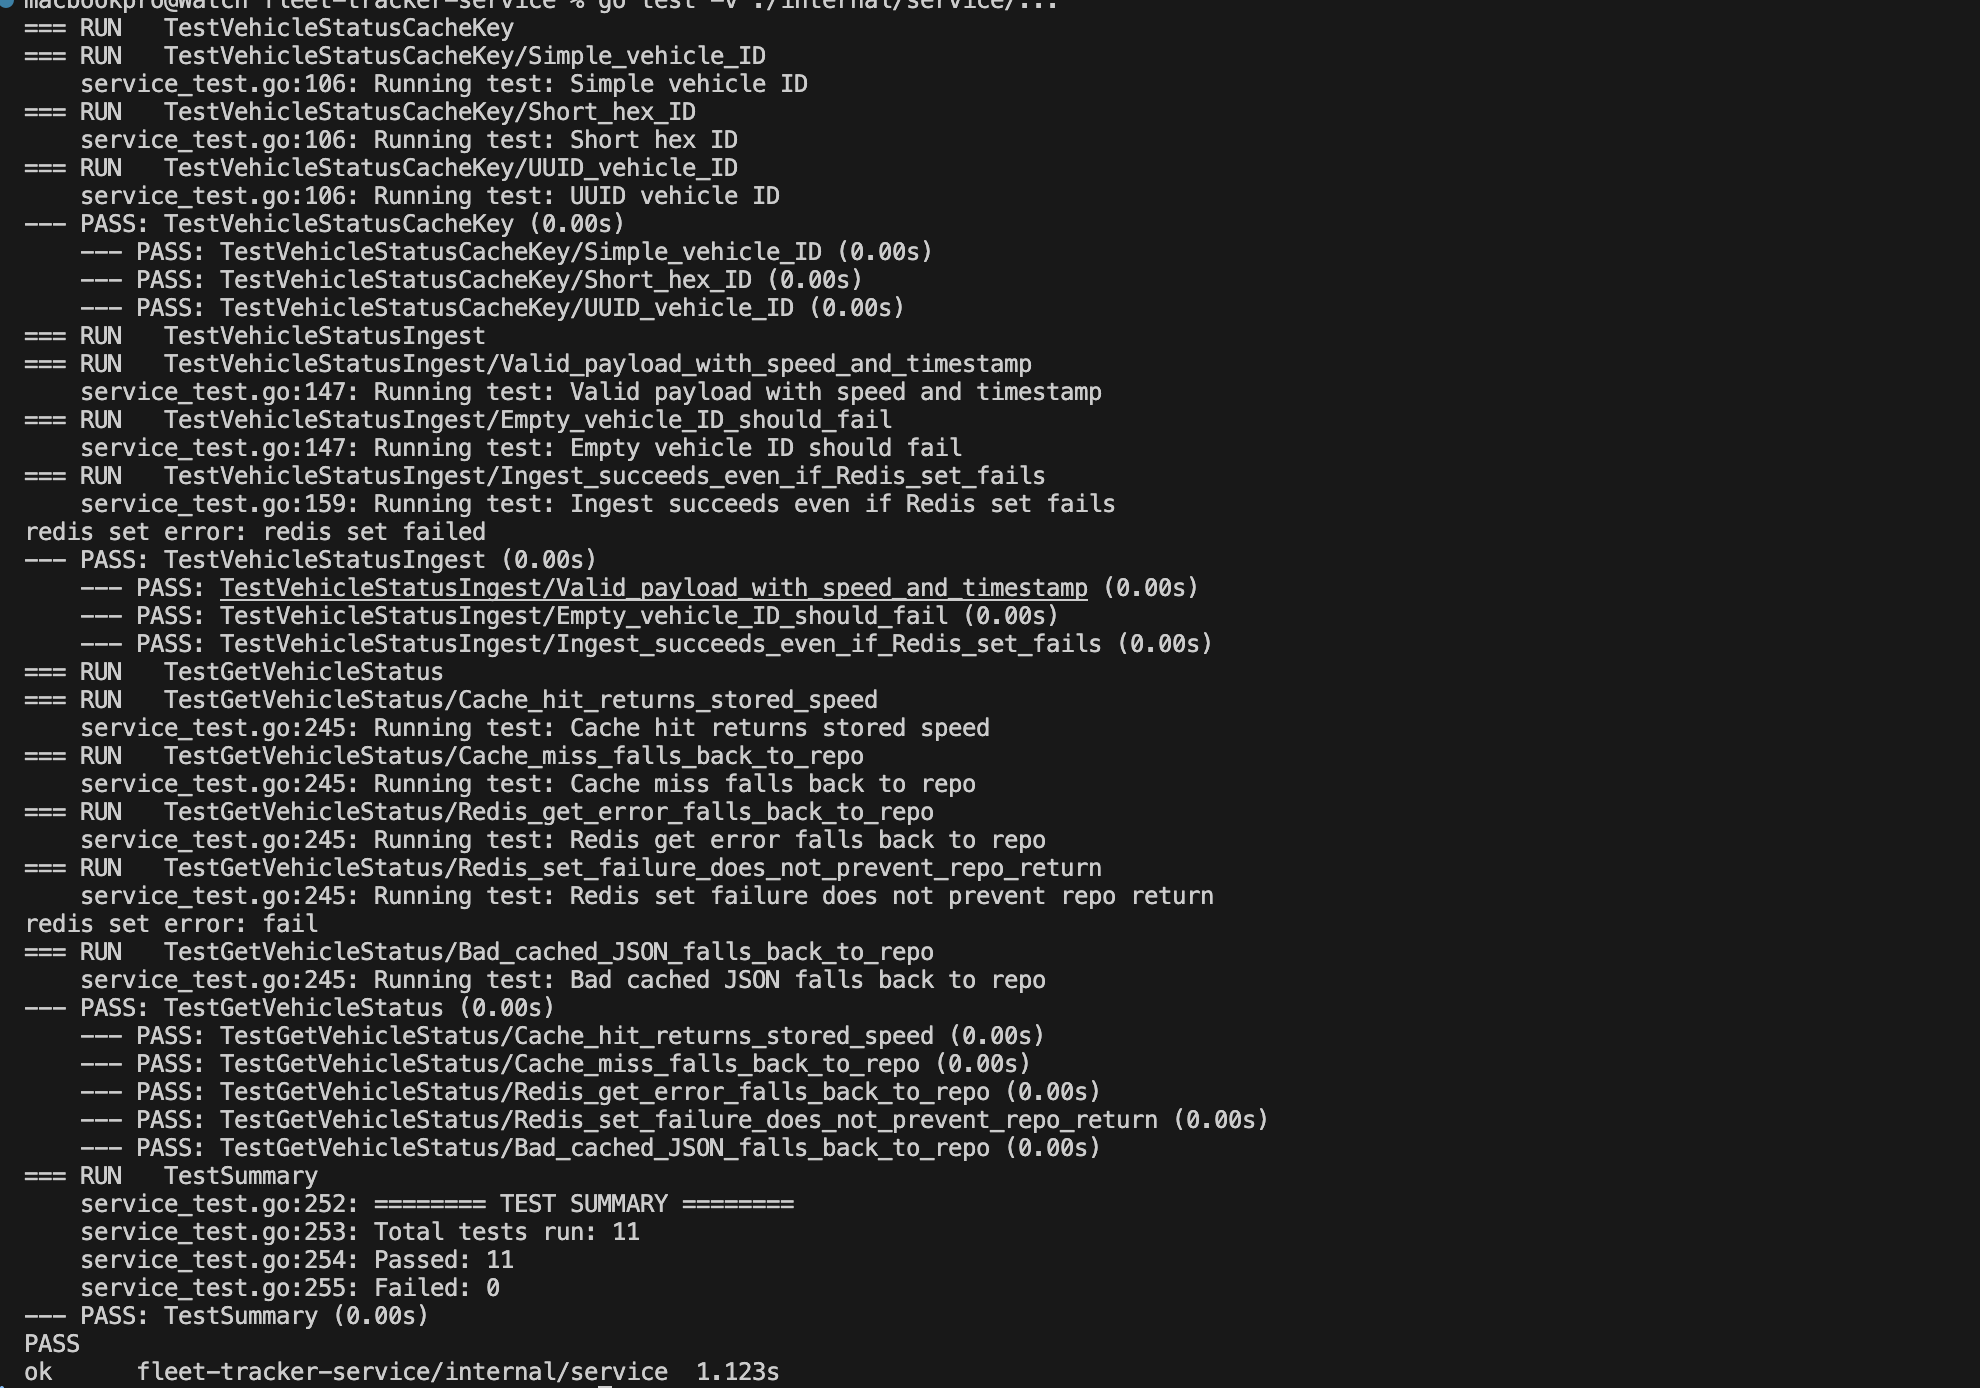 macbookpro@Watch fleet-tracker-service % go test -v ./internal/service/...
=== RUN   TestVehicleStatusCacheKey
=== RUN   TestVehicleStatusCacheKey/Simple_vehicle_ID
    service_test.go:106: Running test: Simple vehicle ID
=== RUN   TestVehicleStatusCacheKey/Short_hex_ID
    service_test.go:106: Running test: Short hex ID
=== RUN   TestVehicleStatusCacheKey/UUID_vehicle_ID
    service_test.go:106: Running test: UUID vehicle ID
--- PASS: TestVehicleStatusCacheKey (0.00s)
    --- PASS: TestVehicleStatusCacheKey/Simple_vehicle_ID (0.00s)
    --- PASS: TestVehicleStatusCacheKey/Short_hex_ID (0.00s)
    --- PASS: TestVehicleStatusCacheKey/UUID_vehicle_ID (0.00s)
=== RUN   TestVehicleStatusIngest
=== RUN   TestVehicleStatusIngest/Valid_payload_with_speed_and_timestamp
    service_test.go:147: Running test: Valid payload with speed and timestamp
=== RUN   TestVehicleStatusIngest/Empty_vehicle_ID_should_fail
    service_test.go:147: Running test: Empty vehicle ID should fail
=== RUN   TestVehicleStatusIngest/Ingest_succeeds_even_if_Redis_set_fails
    service_test.go:159: Running test: Ingest succeeds even if Redis set fails
redis set error: redis set failed
--- PASS: TestVehicleStatusIngest (0.00s)
    --- PASS: TestVehicleStatusIngest/Valid_payload_with_speed_and_timestamp (0.00s)
    --- PASS: TestVehicleStatusIngest/Empty_vehicle_ID_should_fail (0.00s)
    --- PASS: TestVehicleStatusIngest/Ingest_succeeds_even_if_Redis_set_fails (0.00s)
=== RUN   TestGetVehicleStatus
=== RUN   TestGetVehicleStatus/Cache_hit_returns_stored_speed
    service_test.go:245: Running test: Cache hit returns stored speed
=== RUN   TestGetVehicleStatus/Cache_miss_falls_back_to_repo
    service_test.go:245: Running test: Cache miss falls back to repo
=== RUN   TestGetVehicleStatus/Redis_get_error_falls_back_to_repo
    service_test.go:245: Running test: Redis get error falls back to repo
=== RUN   TestGetVehicleStatus/Redis_set_failure_does_not_prevent_repo_return
    service_test.go:245: Running test: Redis set failure does not prevent repo return
redis set error: fail
=== RUN   TestGetVehicleStatus/Bad_cached_JSON_falls_back_to_repo
    service_test.go:245: Running test: Bad cached JSON falls back to repo
--- PASS: TestGetVehicleStatus (0.00s)
    --- PASS: TestGetVehicleStatus/Cache_hit_returns_stored_speed (0.00s)
    --- PASS: TestGetVehicleStatus/Cache_miss_falls_back_to_repo (0.00s)
    --- PASS: TestGetVehicleStatus/Redis_get_error_falls_back_to_repo (0.00s)
    --- PASS: TestGetVehicleStatus/Redis_set_failure_does_not_prevent_repo_return (0.00s)
    --- PASS: TestGetVehicleStatus/Bad_cached_JSON_falls_back_to_repo (0.00s)
=== RUN   TestSummary
    service_test.go:252: ======== TEST SUMMARY ========
    service_test.go:253: Total tests run: 11
    service_test.go:254: Passed: 11
    service_test.go:255: Failed: 0
--- PASS: TestSummary (0.00s)
PASS
ok      fleet-tracker-service/internal/service  1.123s